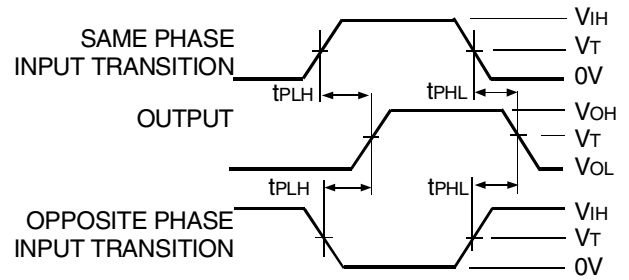 SAME PHASE
INPUT TRANSITION
VIH
VT
0V
tPLH
tPHL
OUTPUT
VOH
VT
VOL
tPLH
tPHL
OPPOSITE PHASE
INPUT TRANSITION
VIH
VT
0V